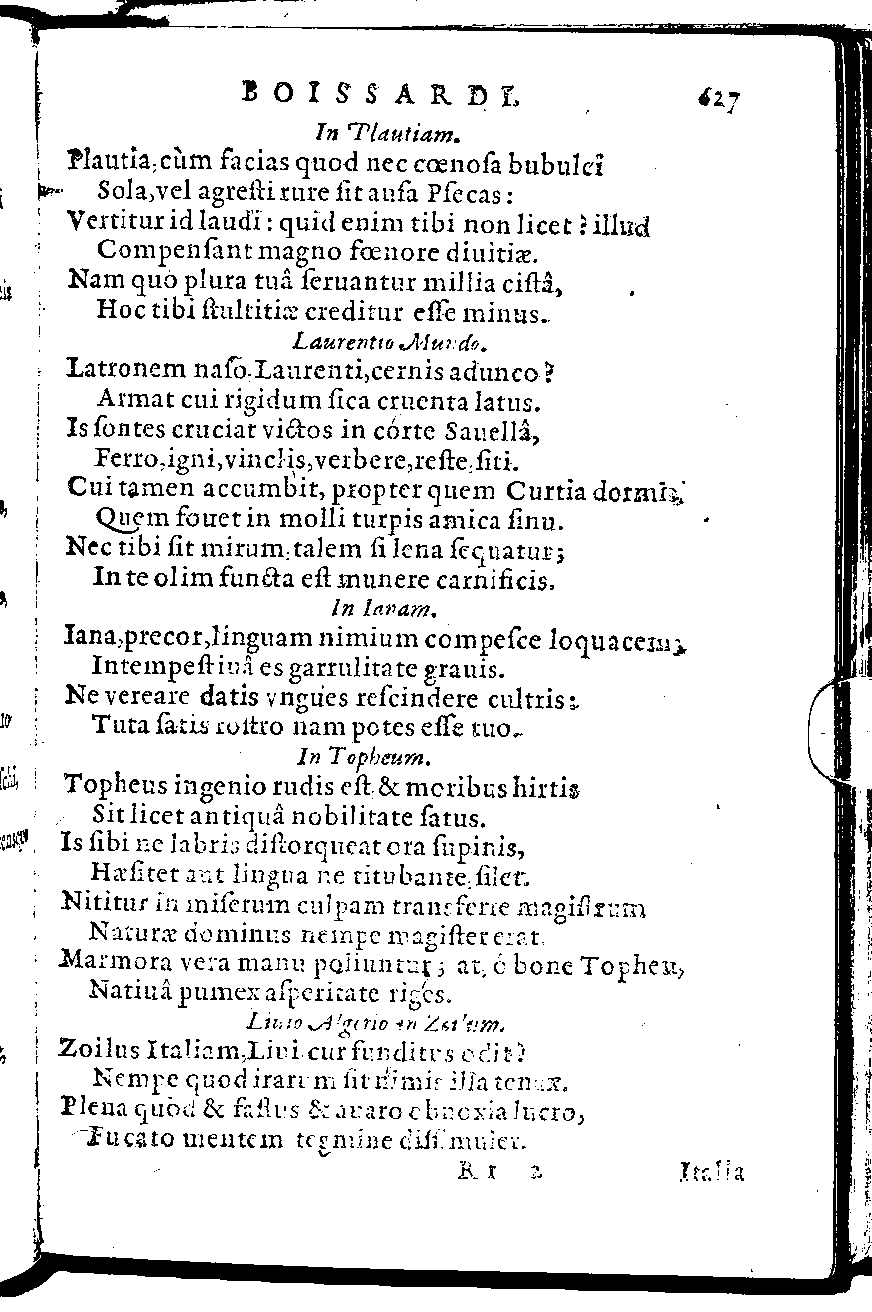 BOISSARDI. 627
In Plautiam.
Plautia, cùm facias quod nec cœnoſa bubulci
Sola, vel agreſti rure ſit auſa Pſecas:
Vertitur id laudi: quid enim tibi non licet? illud
Compenſant magno fœnore diuitiæ.
Nam quò plura tuâ ſeruantur millia ciſtâ,
Hoc tibi ſtultitiæ creditur eſſe minus.
Laurentio Mundo.
Latronem naſo, Laurenti, cernis adunco?
Armat cui rigidum ſica cruenta latus.
Is ſontes cruciat victos in córte Sauellâ,
Ferro, igni, vinclis, verbere, reſte, ſiti.
Cui tamen accumbit, propter quem Curtia dormit,
Quem fouet in molli turpis amica ſinu.
Nec tibi ſit mirum, talem ſi lena ſequatur;
In te olim functa eſt munere carnificis.
In Ianam.
Iana, precor, linguam nimium compeſce loquacem;
Intempeſtiuâ es garrulitate grauis.
Ne vereare datis vngues reſcindere cultris:
Tuta ſatis roſtro nam potes eſſe tuo.
In Topheum.
Topheus ingenio rudis eſt & moribus hirtis
Sit licet antiquâ nobilitate ſatus.
Is ſibi ne labris diſtorqueat ora ſupinis,
Hæſitet aut lingua ne titubante, ſilet.
Nititur in miſerum culpam transferre magiſtrum
Naturæ dominus nempe magiſter erat.
Marmora vera manu poliuntur; at, ô bone Topheu,
Natiuâ pumex aſperitate riges.
Liuio Algerio in Zoilum.
Zoilus Italiam, Liui, cur funditus odit?
Nempe quod irarum ſit nimis illa tenax.
Plena quòd & faſtus & auaro obnoxia lucro,
Fucato mentem tegmine diſſimulet.
Rr 2 Italia